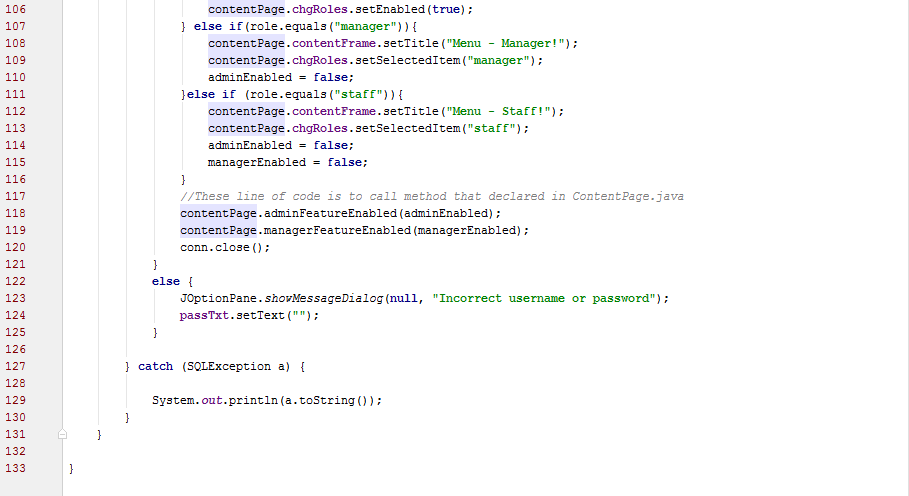 106 contentPage.chgRoles.setEnabled(true);
107 } else if(role.equals("manager")){
108 contentPage.contentFrame.setTitle("Menu - Manager!");
109 contentPage.chgRoles.setSelectedItem("manager");
110 adminEnabled = false;
111 }else if (role.equals("staff")){
112 contentPage.contentFrame.setTitle("Menu - Staff!");
113 contentPage.chgRoles.setSelectedItem("staff");
114 adminEnabled = false;
115 managerEnabled = false;
116 }
117 //These line of code is to call method that declared in ContentPage.java
118 contentPage.adminFeatureEnabled(adminEnabled);
119 contentPage.managerFeatureEnabled(managerEnabled);
120 conn.close();
121 }
122 else {
123 JOptionPane.showMessageDialog(null, "Incorrect username or password");
124 passTxt.setText("");
125 }
126
127 } catch (SQLException a) {
128
129 System.out.println(a.toString());
130 }
131 }
132
133 }